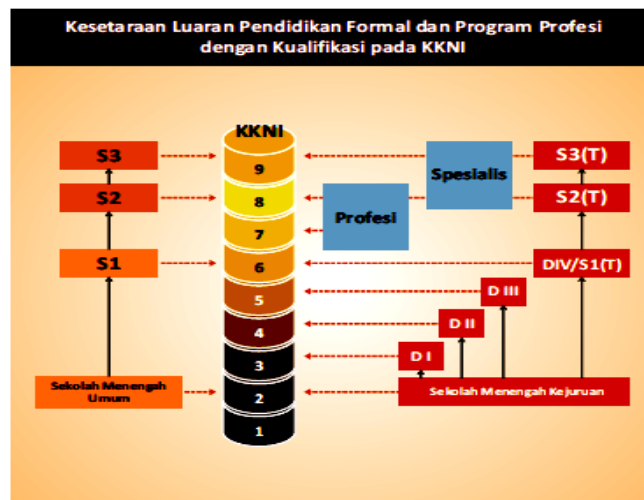 Kesetaraan Luaran Pendidikan Formal dan Program Profesi
dengan Kualifikasi pada KKNI
KKNI
S3
9
Spesialis
S3(T)
S2
8
Profesi
S2(T)
7
S1
6
DIV/S1(T)
5
D III
4
D II
3
D I
Sekolah Menengah
Umum
2
Sekolah Menengah Kejuruan
1